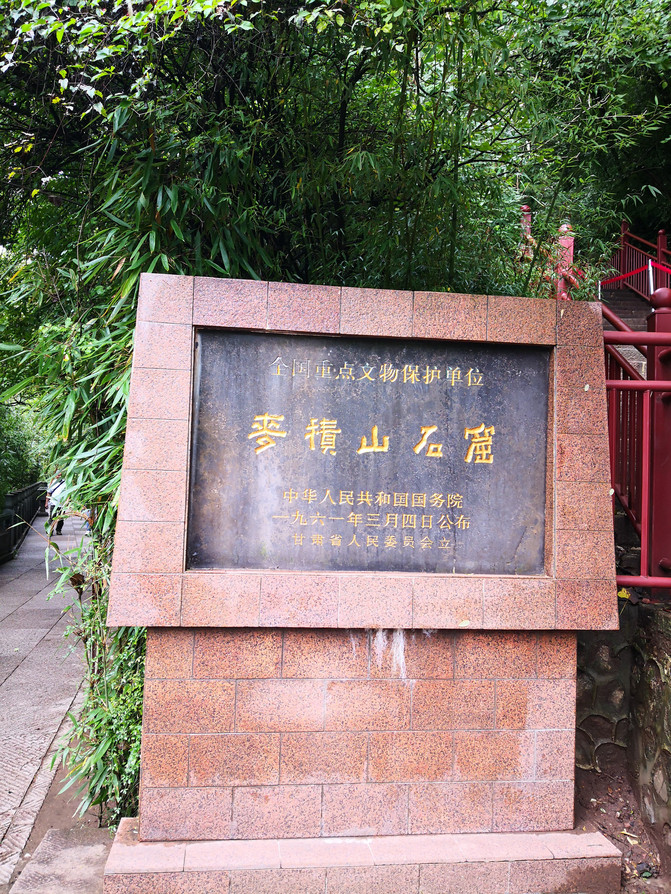 全国重点文物保护单位
麥積山石窟
中华人民共和国国务院
一九六一年三月四日公布
甘肃省人民委员会立